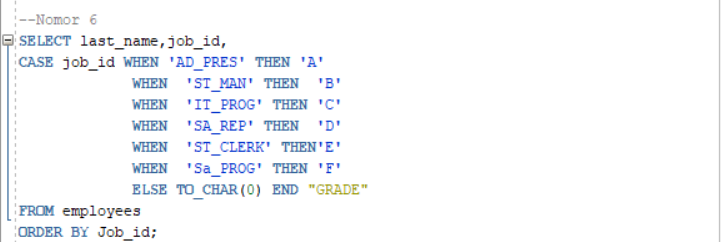 --Nomor 6
SELECT last_name,job_id,
CASE job_id WHEN 'AD_PRES' THEN 'A'
WHEN 'ST_MAN' THEN 'B'
WHEN 'IT_PROG' THEN 'C'
WHEN 'SA_REP' THEN 'D'
WHEN 'ST_CLERK' THEN'E'
WHEN 'Sa_PROG' THEN 'F'
ELSE TO_CHAR(0) END "GRADE"
FROM employees
ORDER BY Job_id;